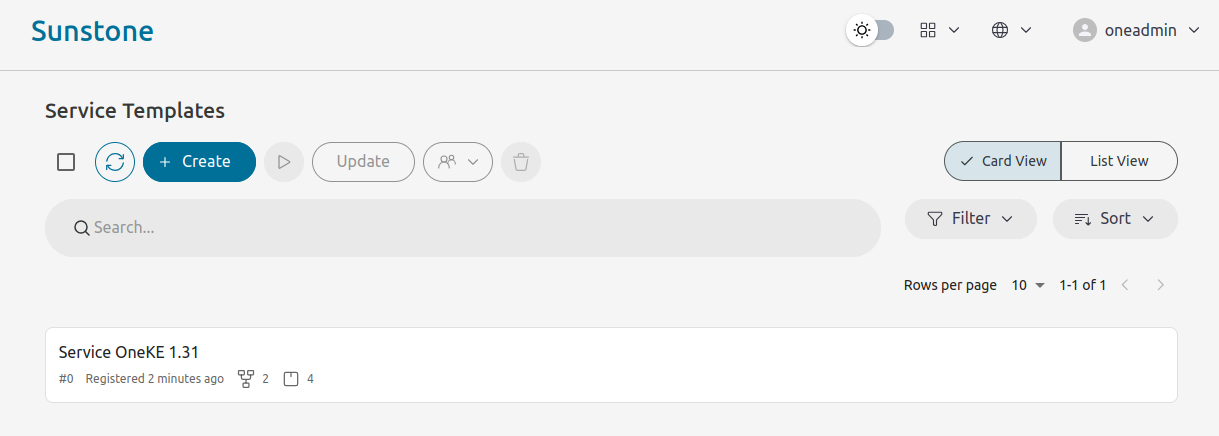 Sunstone
oneadmin
Service Templates
+ Create
Update
Card View
List View
Search...
Filter
Sort
Rows per page 10 1-1 of 1
Service OneKE 1.31
#0 Registered 2 minutes ago 2 4